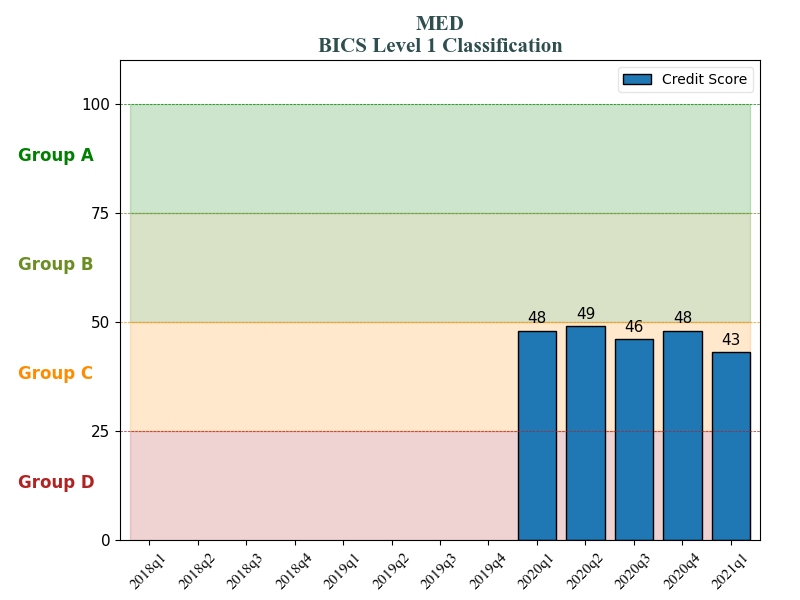 MED
BICS Level 1 Classification
Credit Score
100
Group A
75
Group B
50
48
49
46
48
43
Group C
25
Group D
0
2018q1
2018q2
2018q3
2018q4
2019q1
2019q2
2019q3
2019q4
2020q1
2020q2
2020q3
2020q4
2021q1